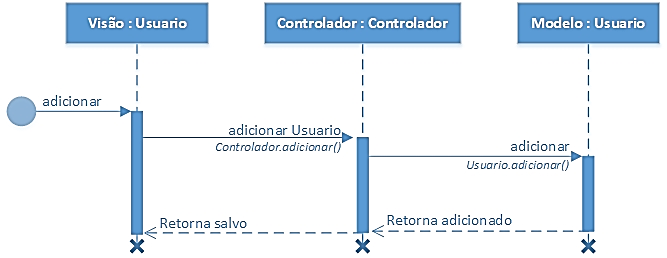 Visão : Usuario
Controlador : Controlador
Modelo : Usuario
adicionar
adicionar Usuario
Controlador.adicionar()
adicionar
Usuario.adicionar()
Retorna salvo
Retorna adicionado